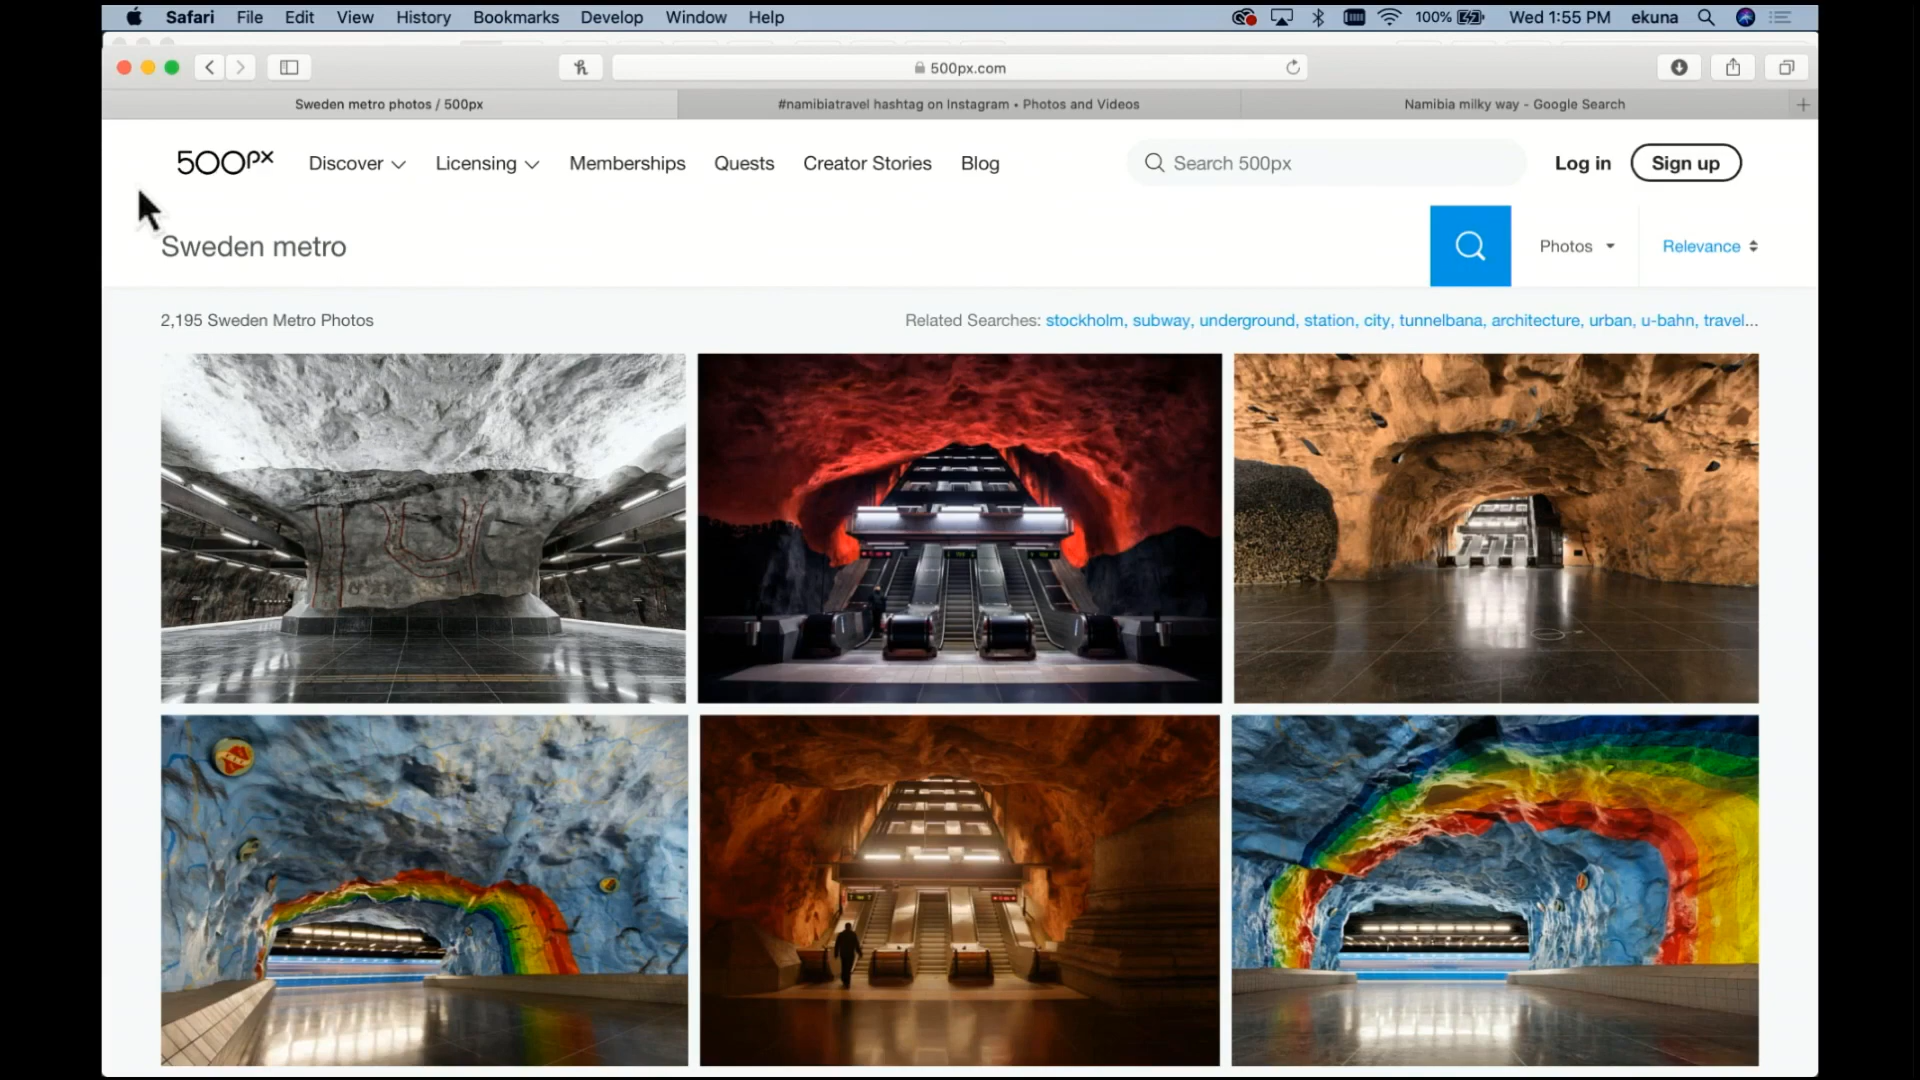 Safari File Edit View History Bookmarks Develop Window Help 100% Wed 1:55 PM ekuna
500px.com
Sweden metro photos / 500px #namibiatravel hashtag on Instagram • Photos and Videos Namibia milky way - Google Search
500px Discover Licensing Memberships Quests Creator Stories Blog Search 500px Log in Sign up
Sweden metro Photos Relevance
2,195 Sweden Metro Photos Related Searches: stockholm, subway, underground, station, city, tunnelbana, architecture, urban, u-bahn, travel...